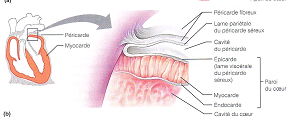 (a)
Péricarde
Myocarde
Péricarde fibreux
Lame pariétale
du péricarde séreux
Cavité
du péricarde
Épicarde
(lame viscérale
du péricarde
séreux)
Paroi
du cœur
Myocarde
Endocarde
Cavité du cœur
(b)